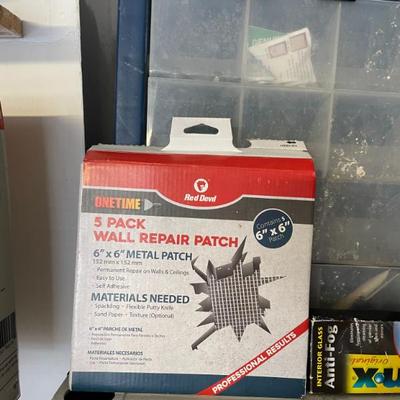 ONETIME
Red Devil
5 PACK
WALL REPAIR PATCH
Contains 5
6" x 6"
Patch
6" x 6" METAL PATCH
152 mm x 152 mm
- Permanent Repair on Walls & Ceilings
- Easy to Use
- Self Adhesive
MATERIALS NEEDED
- Spackling - Flexible Putty Knife
- Sand Paper - Texture (Optional)
6" x 6" PARCHE DE METAL
MATERIALES NECESARIOS
PROFESSIONAL RESULTS
INTERIOR GLASS
Anti-Fog
Original